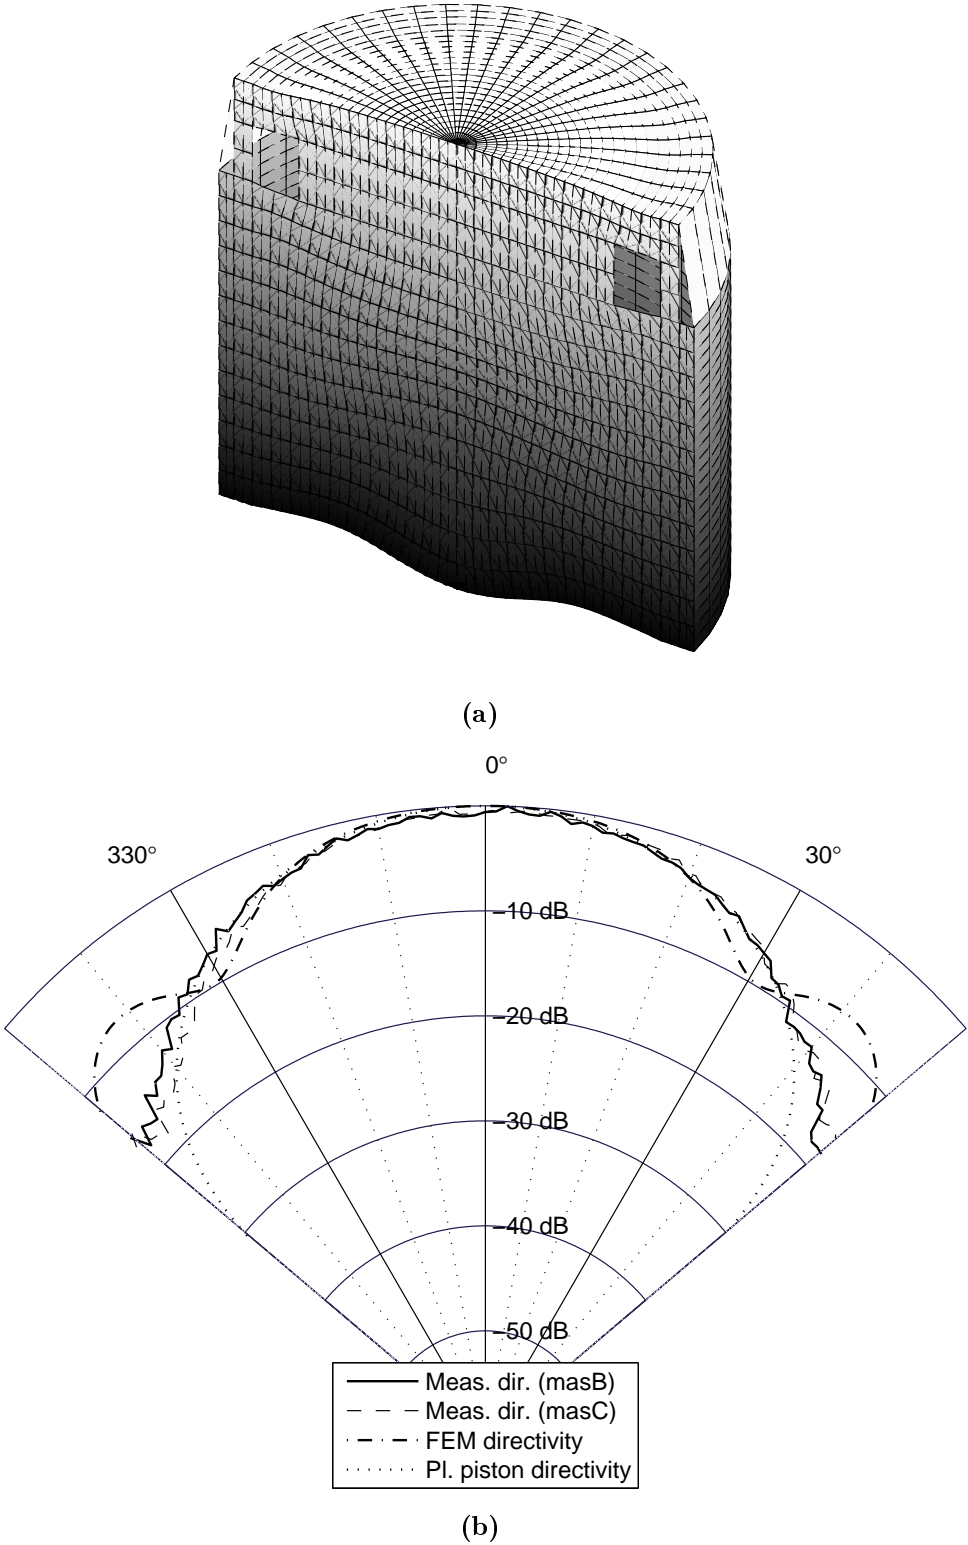 (a)
0°
330°
30°
−10 dB
−20 dB
−30 dB
−40 dB
−50 dB
Meas. dir. (masB)
Meas. dir. (masC)
FEM directivity
Pl. piston directivity
(b)